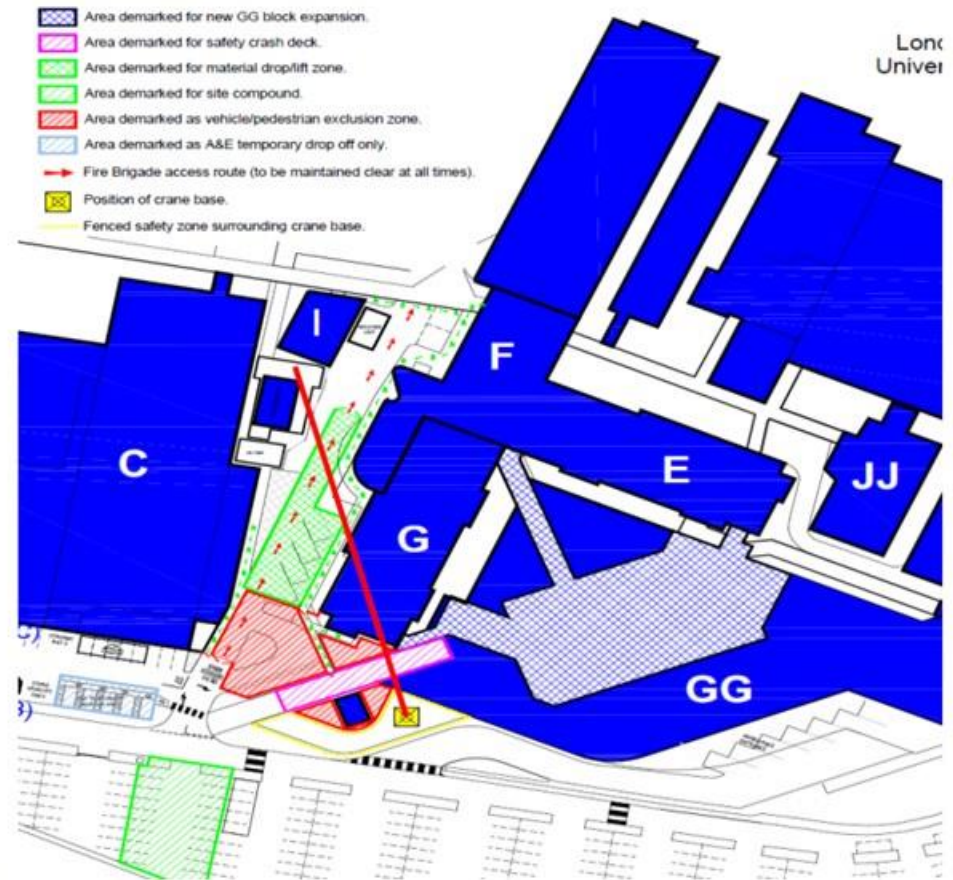 Area demarked for new GG block expansion.
Area demarked for safety crash deck.
Area demarked for material drop/lift zone.
Area demarked for site compound.
Area demarked as vehicle/pedestrian exclusion zone.
Area demarked as A&E temporary drop off only.
Fire Brigade access route (to be maintained clear at all times).
Position of crane base.
Fenced safety zone surrounding crane base.
Lond
Univer
I
F
C
E
JJ
G
GG
C)
B)